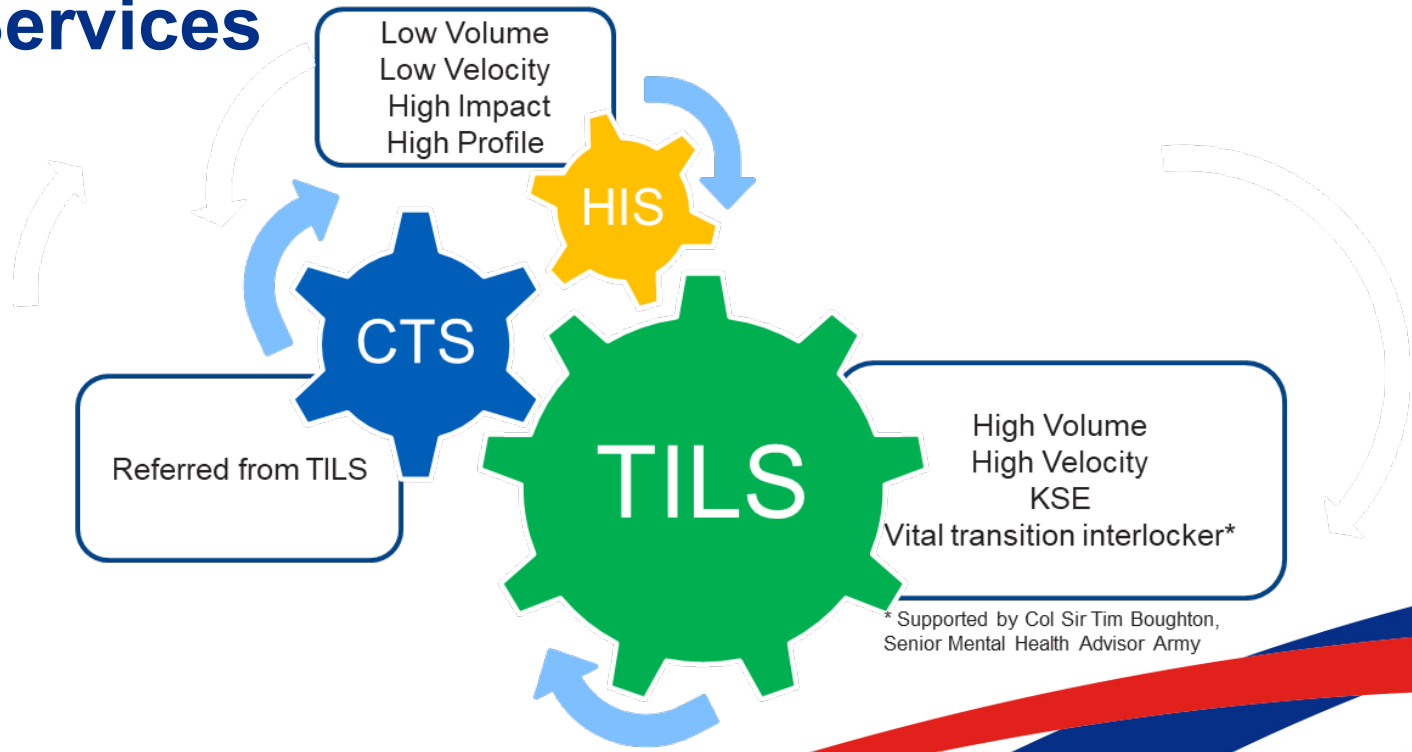 Services
Low Volume
Low Velocity
High Impact
High Profile
HIS
CTS
Referred from TILS
TILS
High Volume
High Velocity
KSE
Vital transition interlocker*
* Supported by Col Sir Tim Boughton,
Senior Mental Health Advisor Army